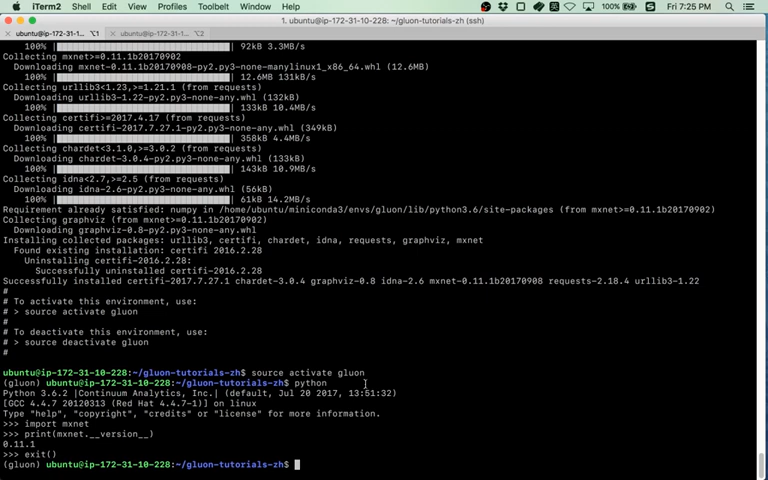 iTerm2 Shell Edit View Profiles Toolbelt Window Help 100% Fri 7:25 PM
1. ubuntu@ip-172-31-10-228: ~/gluon-tutorials-zh (ssh)
ubuntu@ip-172-31-1... ⌥1 ubuntu@ip-172-31-1... ⌥2
100% 92kB 3.3MB/s
Collecting mxnet>=0.11.1b20170902
Downloading mxnet-0.11.1b20170908-py2.py3-none-manylinux1_x86_64.whl (12.6MB)
100% 12.6MB 131kB/s
Collecting urllib3<1.23,>=1.21.1 (from requests)
Downloading urllib3-1.22-py2.py3-none-any.whl (132kB)
100% 133kB 10.4MB/s
Collecting certifi>=2017.4.17 (from requests)
Downloading certifi-2017.7.27.1-py2.py3-none-any.whl (349kB)
100% 358kB 4.4MB/s
Collecting chardet<3.1.0,>=3.0.2 (from requests)
Downloading chardet-3.0.4-py2.py3-none-any.whl (133kB)
100% 143kB 10.9MB/s
Collecting idna<2.7,>=2.5 (from requests)
Downloading idna-2.6-py2.py3-none-any.whl (56kB)
100% 61kB 14.2MB/s
Requirement already satisfied: numpy in /home/ubuntu/miniconda3/envs/gluon/lib/python3.6/site-packages (from mxnet>=0.11.1b20170902)
Collecting graphviz (from mxnet>=0.11.1b20170902)
Downloading graphviz-0.8-py2.py3-none-any.whl
Installing collected packages: urllib3, certifi, chardet, idna, requests, graphviz, mxnet
Found existing installation: certifi 2016.2.28
Uninstalling certifi-2016.2.28:
Successfully uninstalled certifi-2016.2.28
Successfully installed certifi-2017.7.27.1 chardet-3.0.4 graphviz-0.8 idna-2.6 mxnet-0.11.1b20170908 requests-2.18.4 urllib3-1.22
#
# To activate this environment, use:
# > source activate gluon
#
# To deactivate this environment, use:
# > source deactivate gluon
#
ubuntu@ip-172-31-10-228:~/gluon-tutorials-zh$ source activate gluon
(gluon) ubuntu@ip-172-31-10-228:~/gluon-tutorials-zh$ python
Python 3.6.2 |Continuum Analytics, Inc.| (default, Jul 20 2017, 13:51:32)
[GCC 4.4.7 20120313 (Red Hat 4.4.7-1)] on linux
Type "help", "copyright", "credits" or "license" for more information.
>>> import mxnet
>>> print(mxnet.__version__)
0.11.1
>>> exit()
(gluon) ubuntu@ip-172-31-10-228:~/gluon-tutorials-zh$